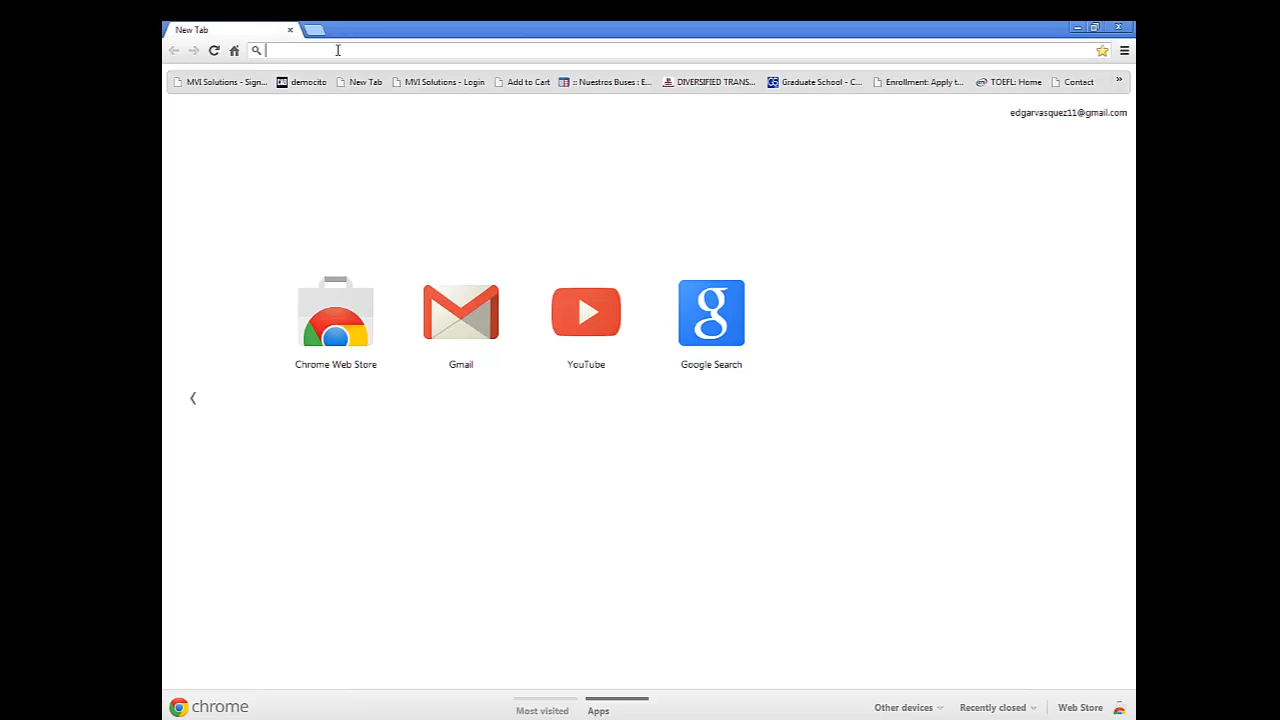 New Tab
MVI Solutions - Sign... democito New Tab MVI Solutions - Login Add to Cart :: Nuestros Buses : E... DIVERSIFIED TRANS... Graduate School - C... Enrollment: Apply t... TOEFL: Home Contact »
edgarvasquez11@gmail.com
Chrome Web Store Gmail YouTube Google Search
chrome Most visited Apps Other devices Recently closed Web Store